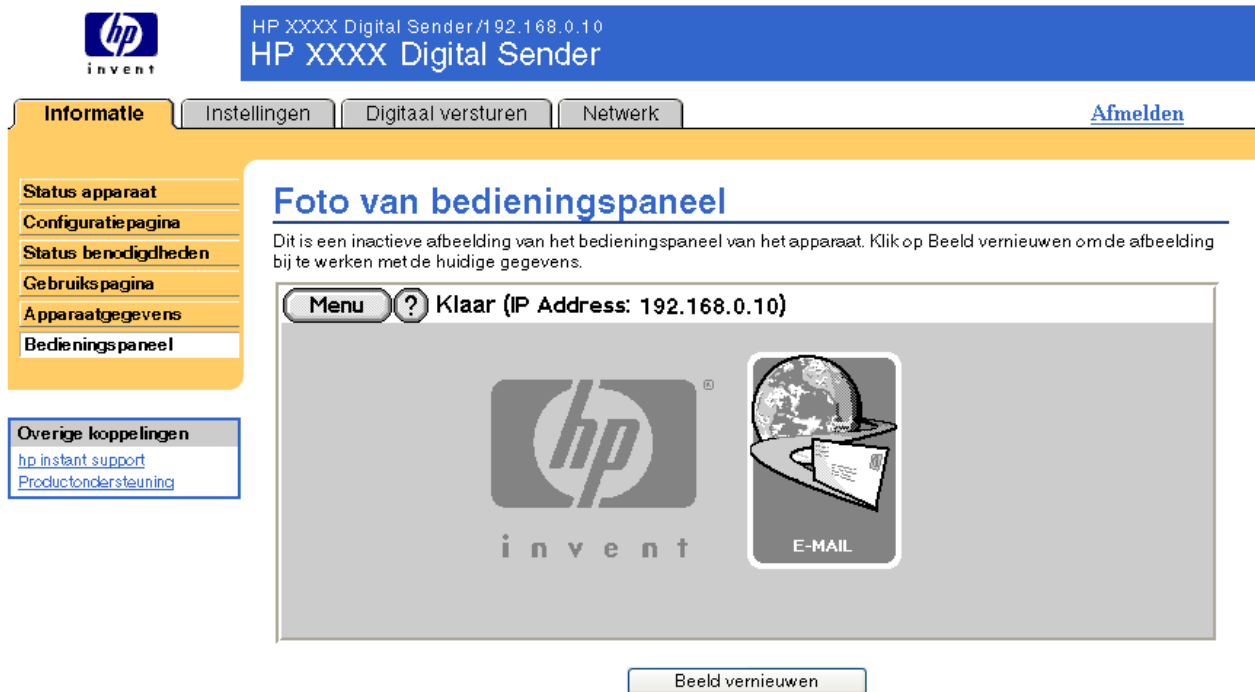 hp
invent
HP XXXX Digital Sender/192.168.0.10
HP XXXX Digital Sender
Informatie
Instellingen
Digitaal versturen
Netwerk
Afmelden
Status apparaat
Configuratiepagina
Status benodigdheden
Gebruikspagina
Apparaatgegevens
Bedieningspaneel
Overige koppelingen
hp instant support
Productondersteuning
Foto van bedieningspaneel
Dit is een inactieve afbeelding van het bedieningspaneel van het apparaat. Klik op Beeld vernieuwen om de afbeelding
bij te werken met de huidige gegevens.
Menu ? Klaar (IP Address: 192.168.0.10)
hp ®
invent
E-MAIL
Beeld vernieuwen